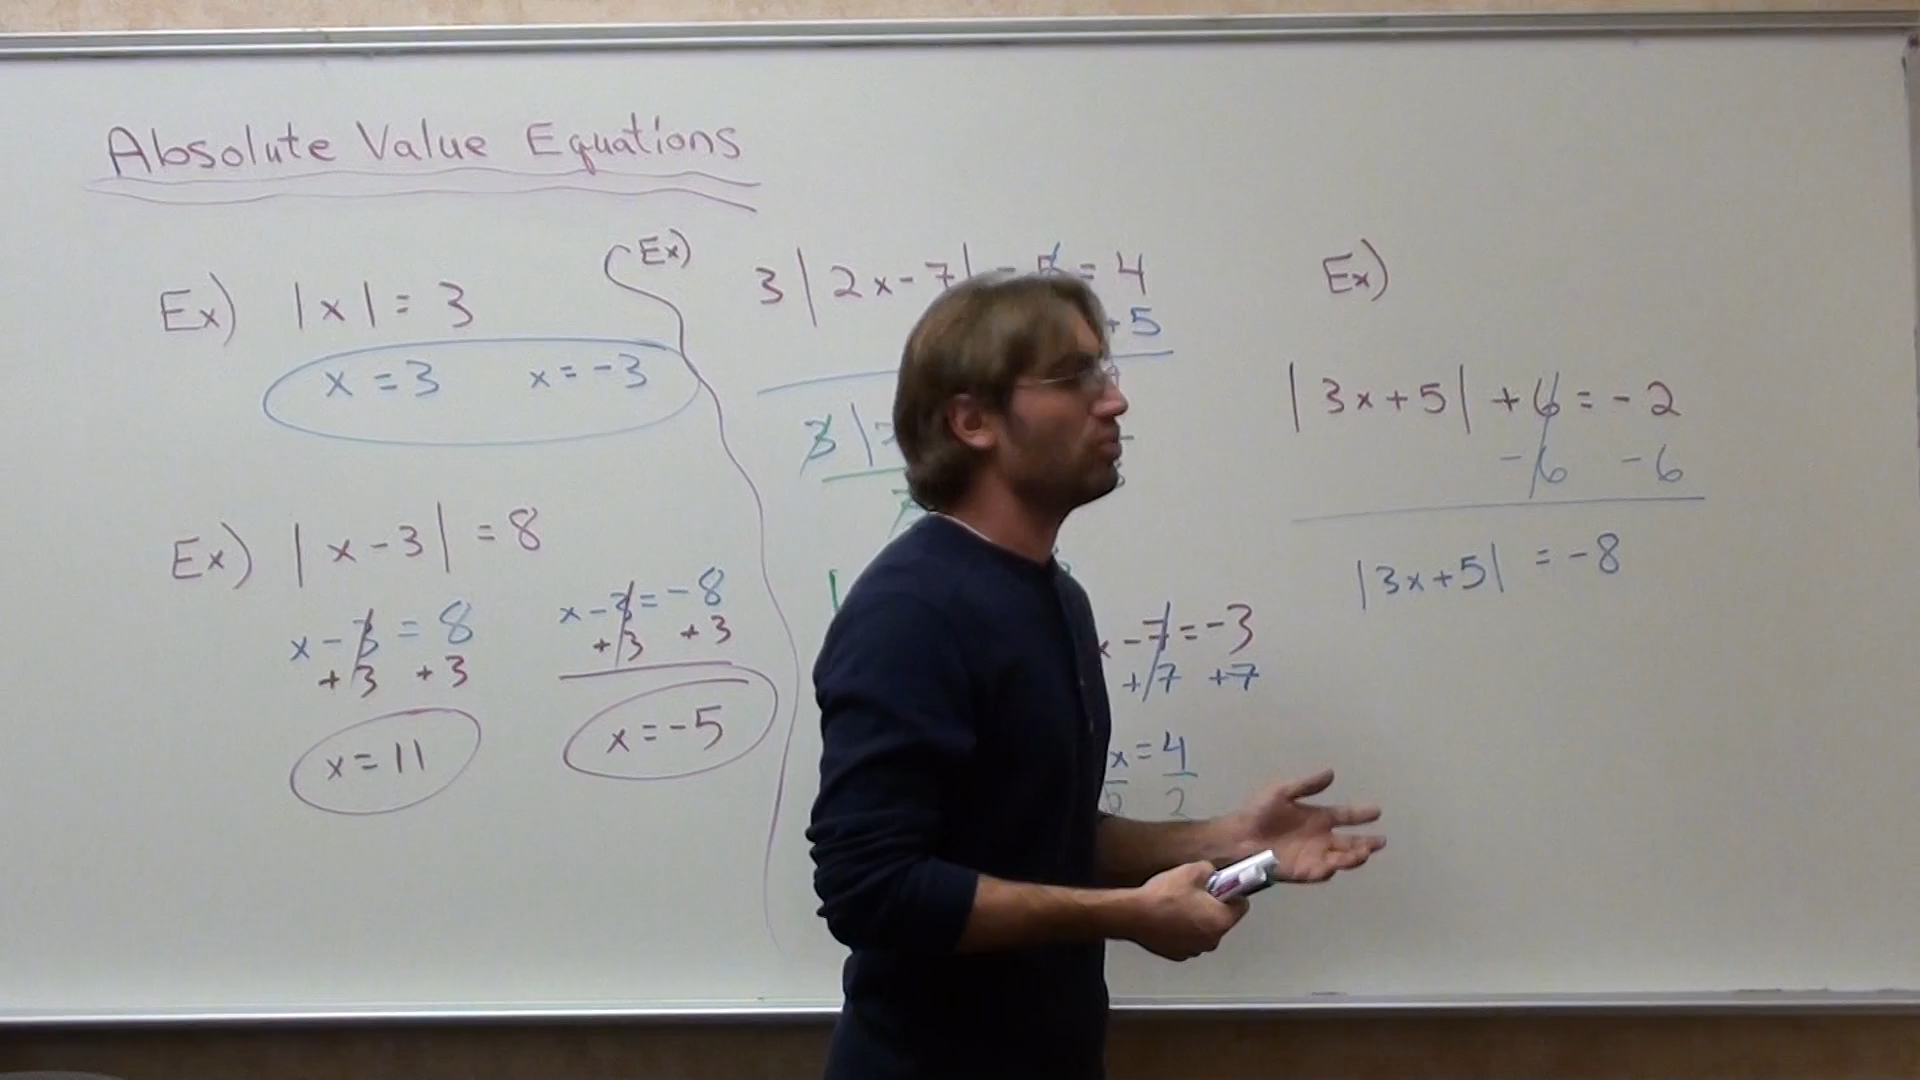 Absolute Value Equations
Ex) |x| = 3
x = 3 x = -3
Ex) |x-3| = 8
x-3 = 8
+3 +3
x = 11
x-3 = -8
+3 +3
x = -5
Ex) 3|2x-7| - 5 = 4
+5
3|
x-7 = -3
+7 +7
x = 4
2
Ex)
|3x+5| + 6 = -2
-6 -6
|3x+5| = -8